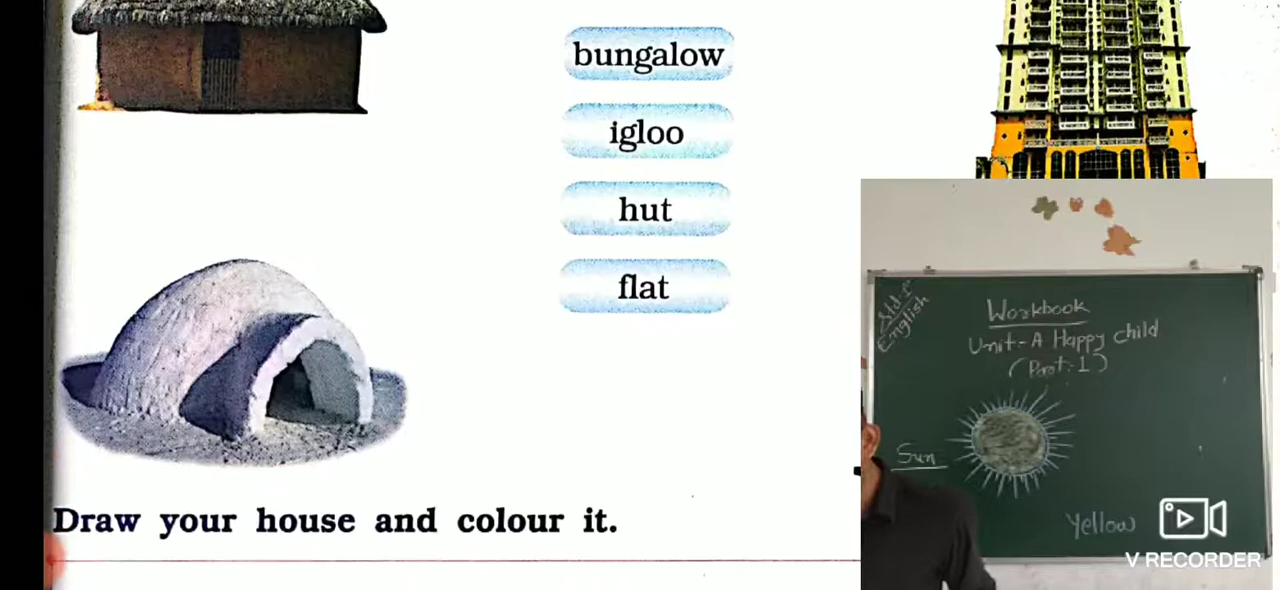 bungalow
igloo
hut
flat
Draw your house and colour it.
Std-I
English
Workbook
Unit-A Happy child
(Part-1)
Sun
Yellow
V RECORDER